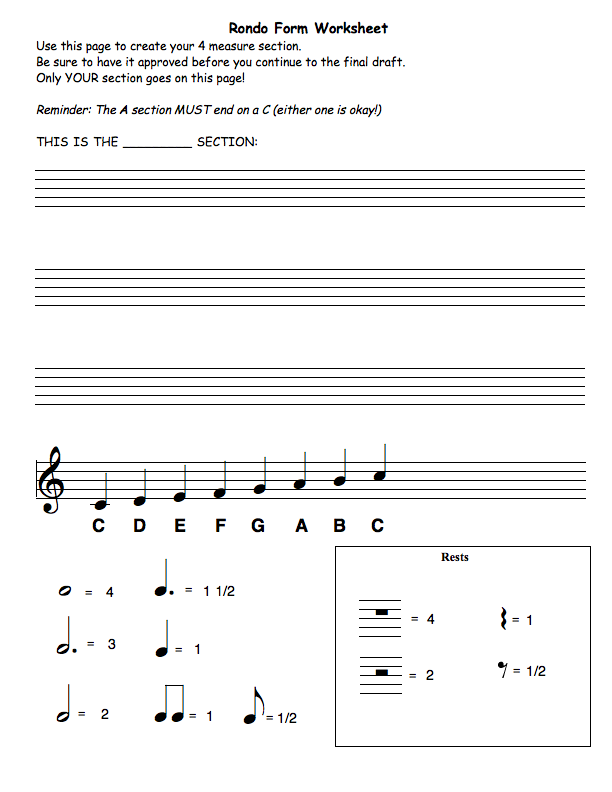 Rondo Form Worksheet
Use this page to create your 4 measure section.
Be sure to have it approved before you continue to the final draft.
Only YOUR section goes on this page!
Reminder: The A section MUST end on a C (either one is okay!)
THIS IS THE __________ SECTION:
C D E F G A B C
Rests
= 4 = 1 1/2
= 4 = 1
= 3 = 1
= 2 = 1/2
= 2 = 1 = 1/2